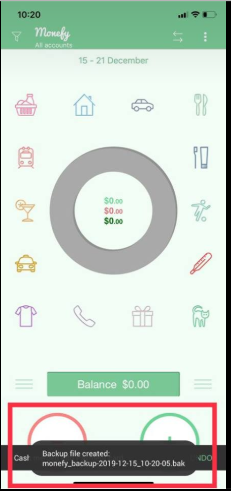 10:20
Monefy
All accounts
15 - 21 December
$0.00
$0.00
$0.00
Balance $0.00
Backup file created:
monefy_backup-2019-12-15_10-20-05.bak